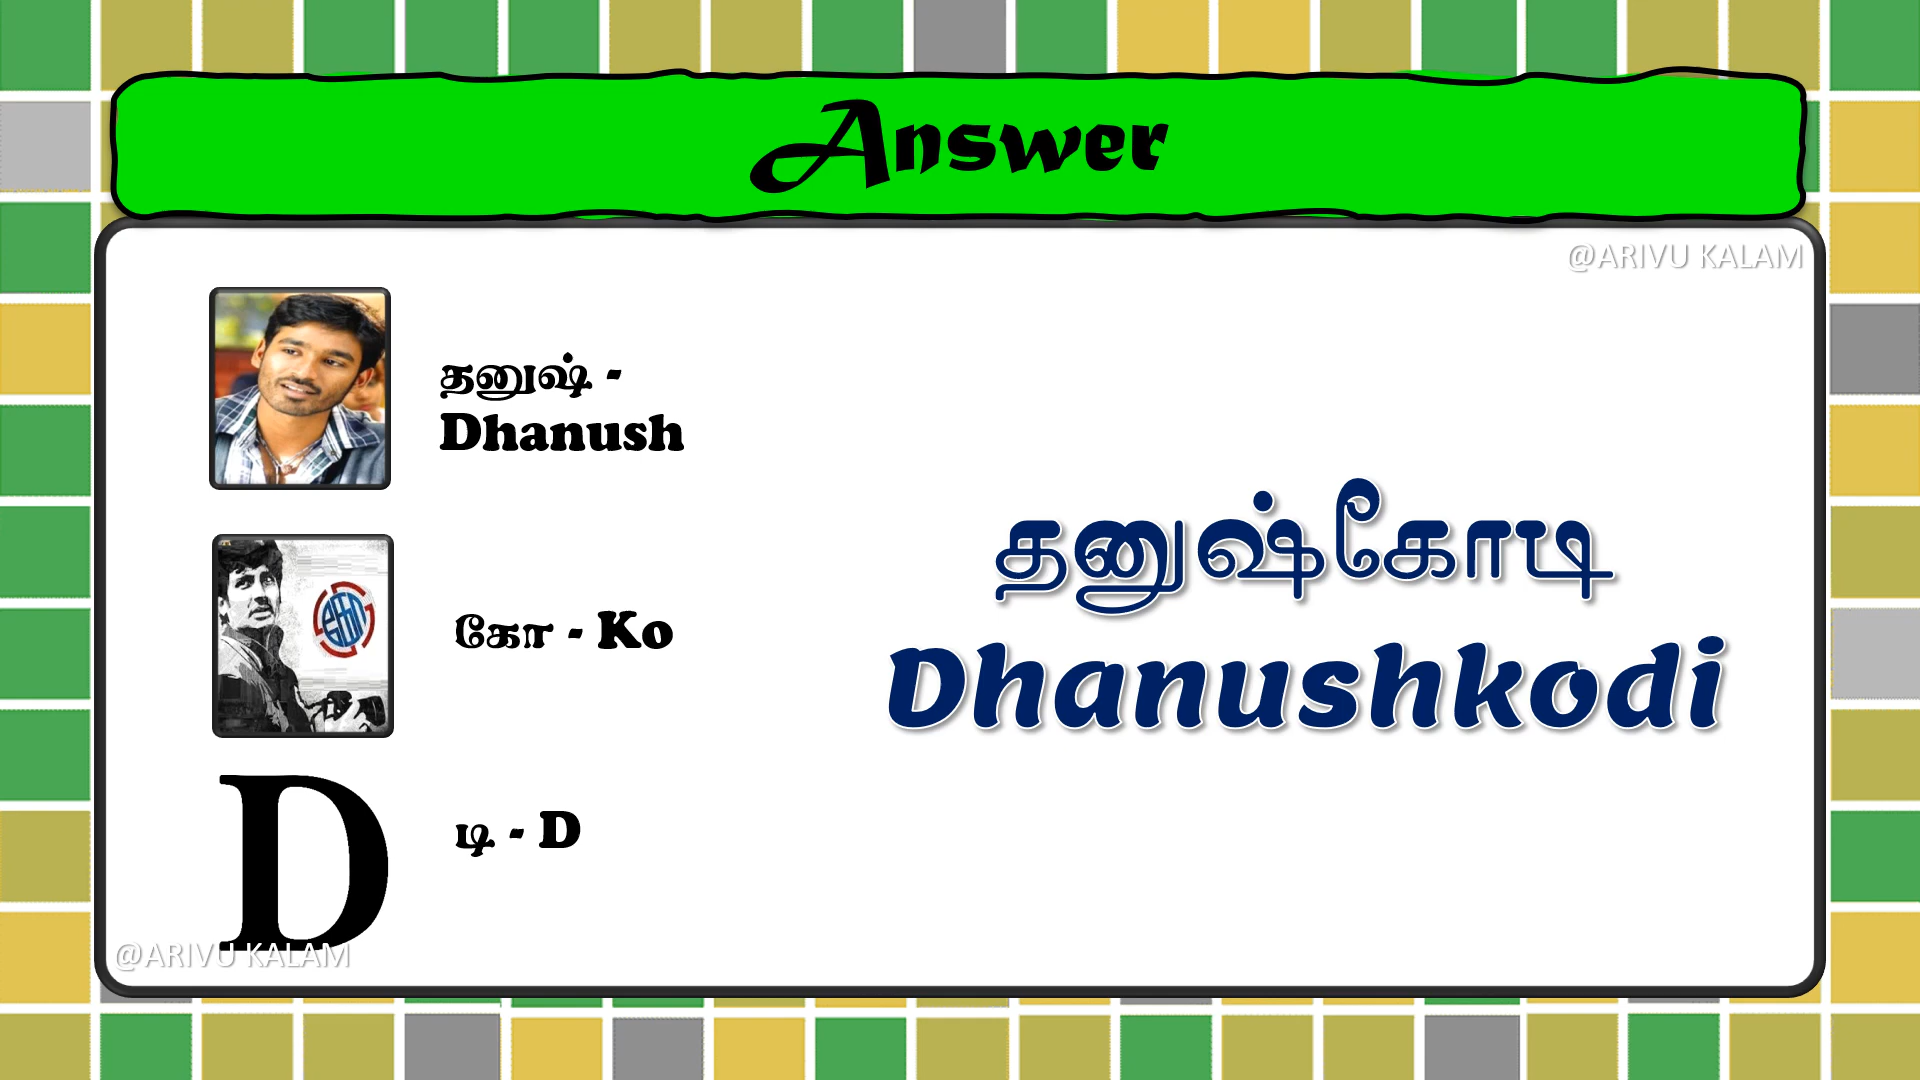 Answer
@ARIVU KALAM
தனுஷ் -
Dhanush
கோ
கோ - Ko
தனுஷ்கோடி
Dhanushkodi
D
டி - D
@ARIVU KALAM